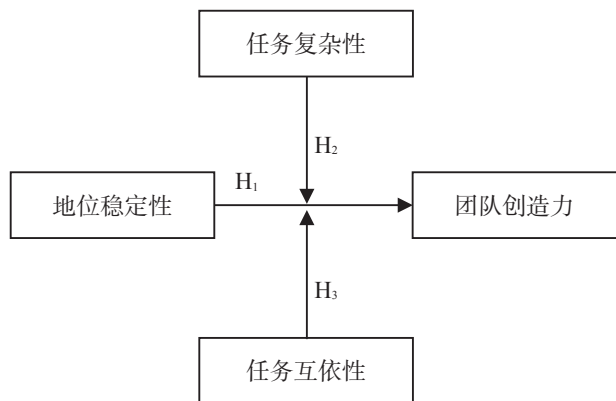 任务复杂性
H₂
H₁
地位稳定性
团队创造力
H₃
任务互依性